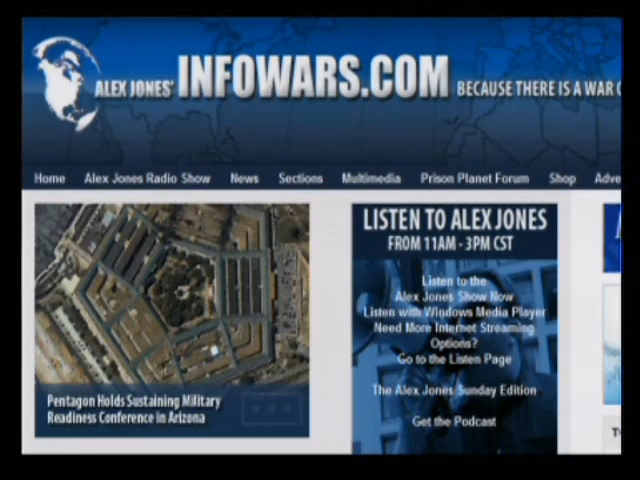 ALEX JONES' INFOWARS.COM BECAUSE THERE IS A WAR
Home Alex Jones Radio Show News Sections Multimedia Prison Planet Forum Shop Adve
LISTEN TO ALEX JONES
FROM 11AM - 3PM CST
Listen to the
Alex Jones Show Now
Listen with Windows Media Player
Need More Internet Streaming
Options?
Go to the Listen Page
The Alex Jones Sunday Edition
Get the Podcast
Pentagon Holds Sustaining Military
Readiness Conference in Arizona